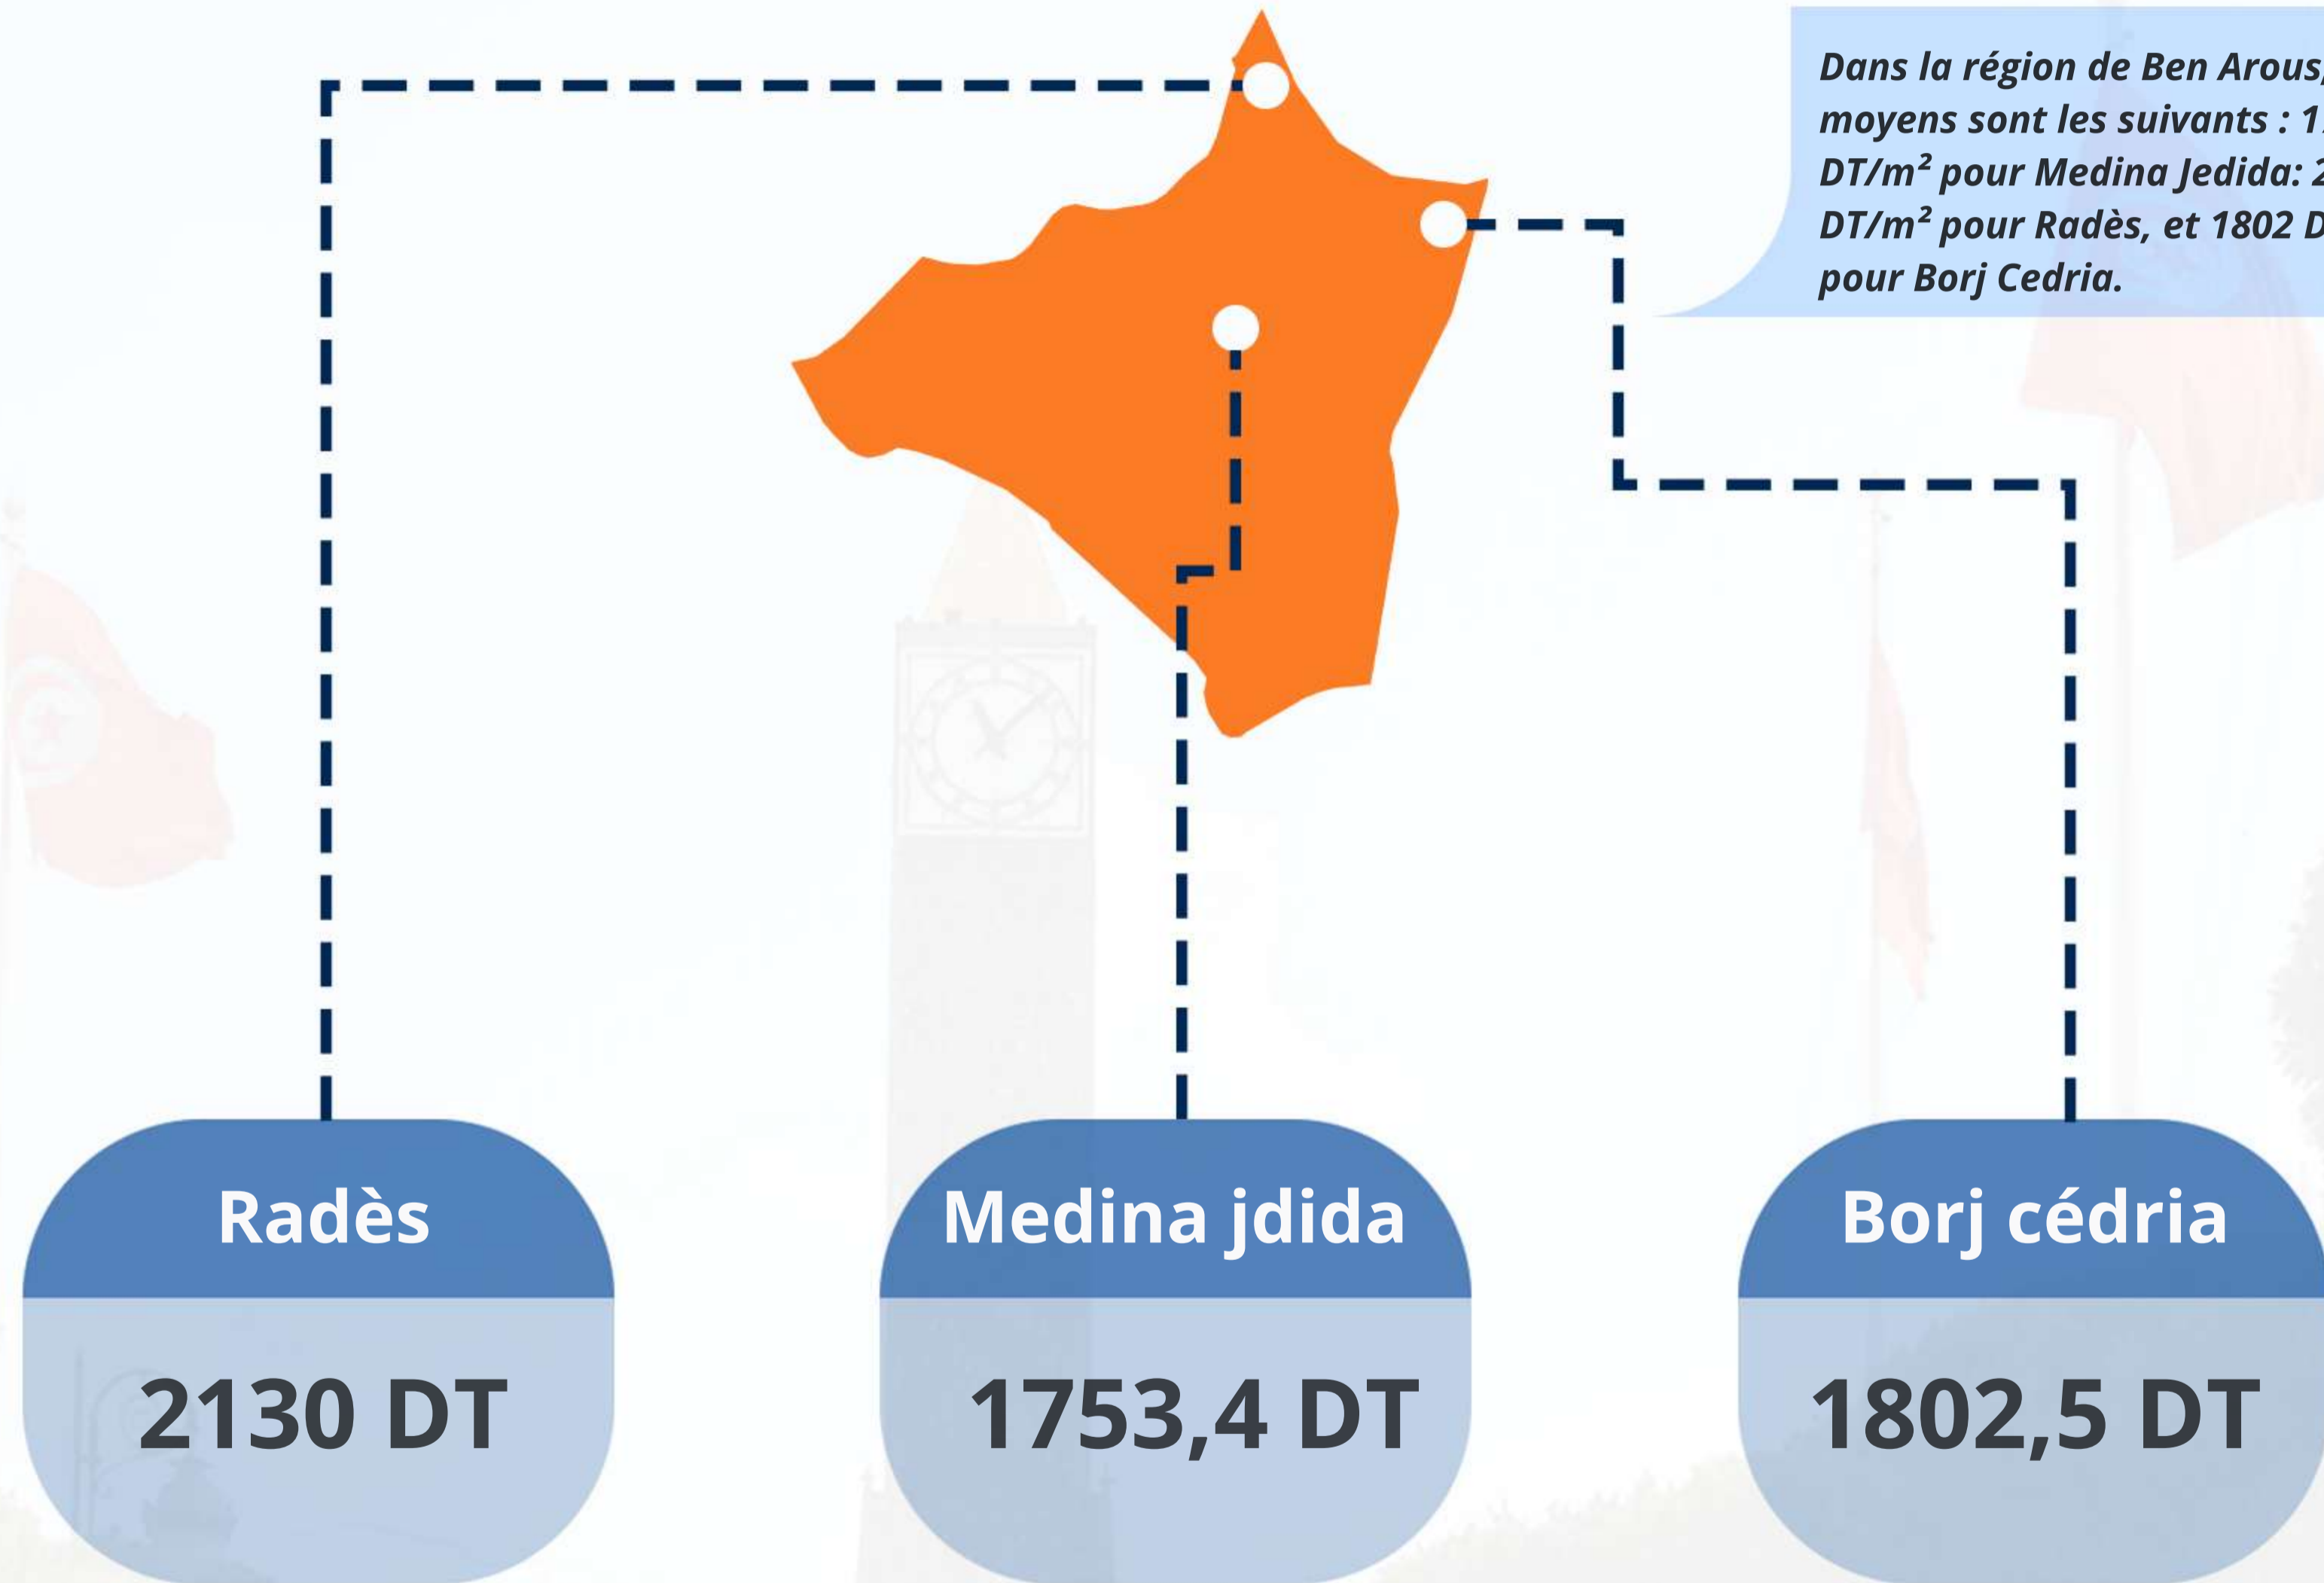 Dans la région de Ben Arous,
moyens sont les suivants :
DT/m² pour Medina Jedida:
DT/m² pour Radès, et 1802
pour Borj Cedria.
Radès
Medina jdida
Borj cédria
2130 DT
1753,4 DT
1802,5 DT